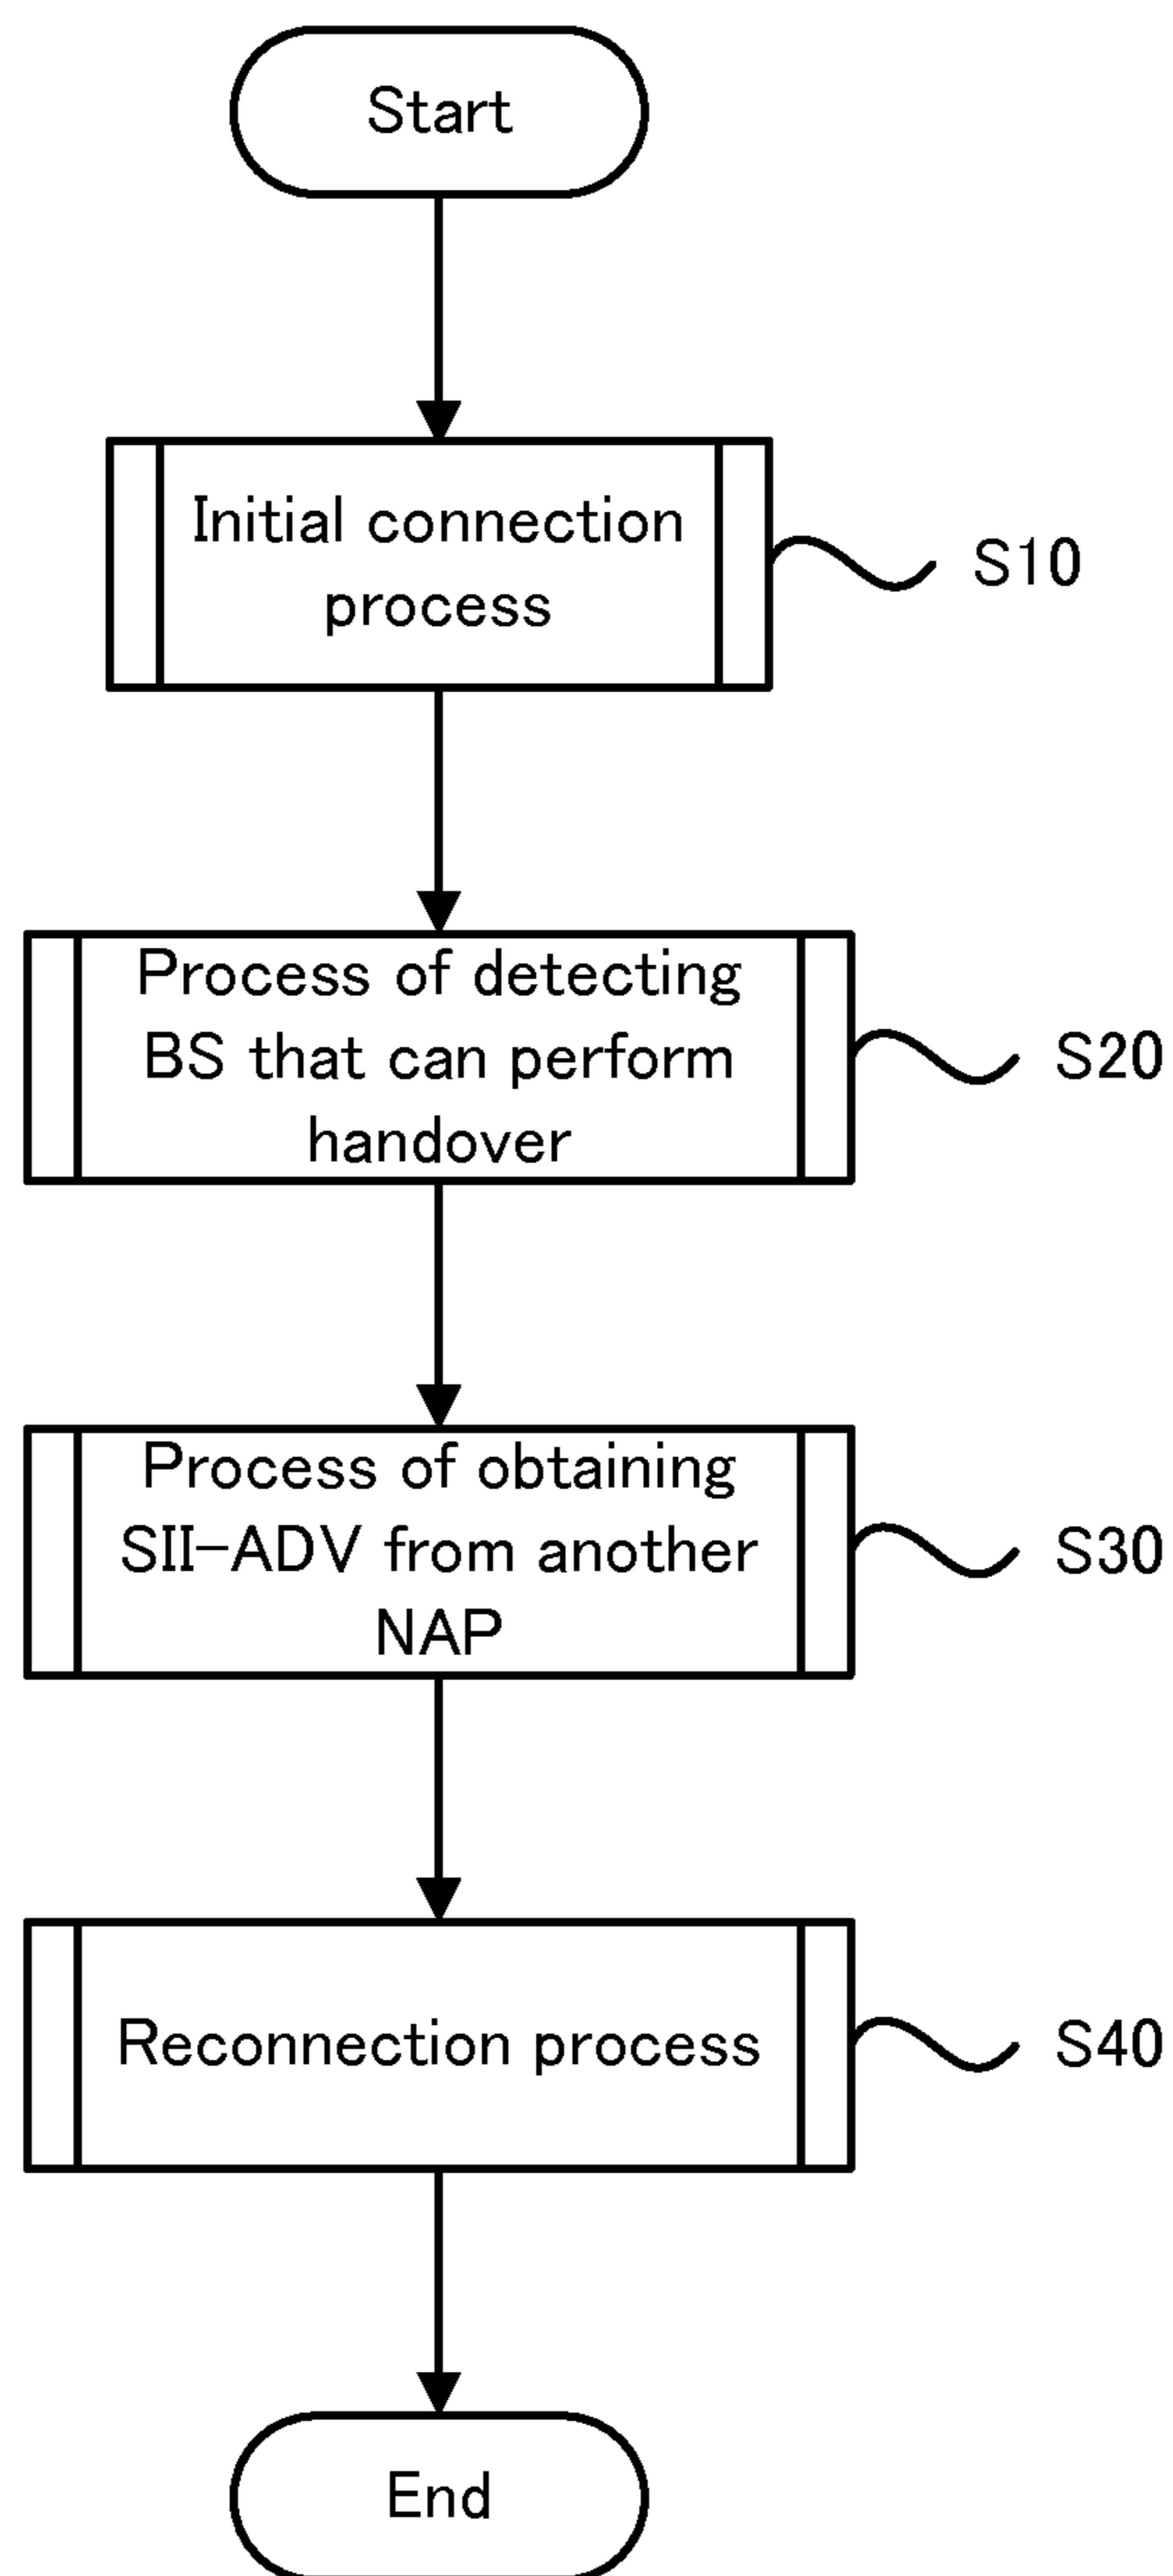 Start
Initial connection
process
S10
Process of detecting
BS that can perform
handover
S20
Process of obtaining
SII-ADV from another
NAP
S30
Reconnection process
S40
End